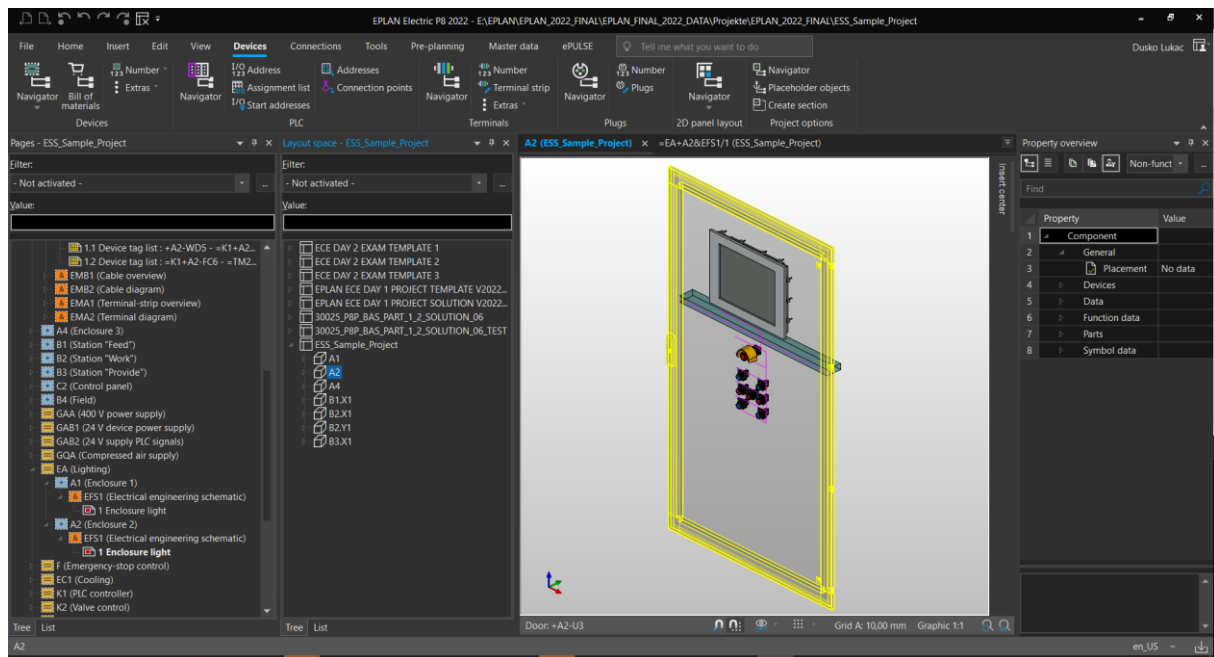 EPLAN Electric P8 2022 - E:\EPLAN\EPLAN_2022_FINAL\EPLAN_FINAL_2022_DATA\Projekte\EPLAN_2022_FINAL\ESS_Sample_Project
File Home Insert Edit View Devices Connections Tools Pre-planning Master data ePULSE Tell me what you want to do Dusko Lukac
Navigator Bill of materials 123 Number Extras
Devices
Navigator I/O 123 Address Assignment list I/O Start addresses Addresses Connection points
PLC
Navigator 123 Number Terminal strip Extras
Terminals
Navigator 123 Number Plugs
Plugs
Navigator
2D panel layout
Navigator Placeholder objects Create section
Project options
Pages - ESS_Sample_Project
Filter:
- Not activated -
...
Value:
1.1 Device tag list : +A2-WD5 - =K1+A2...
1.2 Device tag list : =K1+A2-FC6 - =TM2...
EMB1 (Cable overview)
EMB2 (Cable diagram)
EMA1 (Terminal-strip overview)
EMA2 (Terminal diagram)
A4 (Enclosure 3)
B1 (Station "Feed")
B2 (Station "Work")
B3 (Station "Provide")
C2 (Control panel)
B4 (Field)
GAA (400 V power supply)
GAB1 (24 V device power supply)
GAB2 (24 V supply PLC signals)
GQA (Compressed air supply)
EA (Lighting)
A1 (Enclosure 1)
EFS1 (Electrical engineering schematic)
1 Enclosure light
A2 (Enclosure 2)
EFS1 (Electrical engineering schematic)
1 Enclosure light
F (Emergency-stop control)
EC1 (Cooling)
K1 (PLC controller)
K2 (Valve control)
Tree List
Layout space - ESS_Sample_Project
Filter:
- Not activated -
...
Value:
ECE DAY 2 EXAM TEMPLATE 1
ECE DAY 2 EXAM TEMPLATE 2
ECE DAY 2 EXAM TEMPLATE 3
EPLAN ECE DAY 1 PROJECT TEMPLATE V2022...
EPLAN ECE DAY 1 PROJECT SOLUTION V2022...
30025_P8P_BAS_PART_1_2_SOLUTION_06
30025_P8P_BAS_PART_1_2_SOLUTION_06_TEST
ESS_Sample_Project
A1
A2
A4
B1.X1
B2.X1
B2.Y1
B3.X1
Tree List
A2 (ESS_Sample_Project) =EA+A2&EFS1/1 (ESS_Sample_Project)
Insert center
Door: +A2-U3 Grid A: 10,00 mm Graphic 1:1
Property overview
Non-funct
...
Find
Property Value
1 Component
2 General
3 Placement No data
4 Devices
5 Data
6 Function data
7 Parts
8 Symbol data
A2
en_US